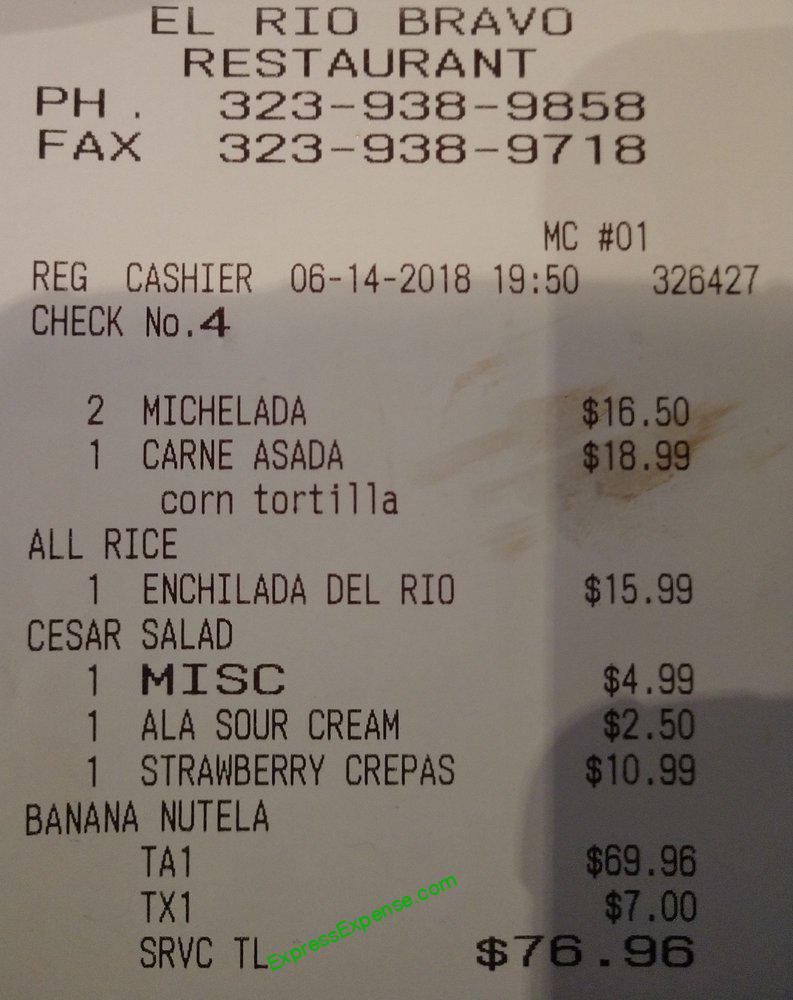 EL RIO BRAVO
RESTAURANT
PH. 323-938-9858
FAX 323-938-9718
MC #01
REG CASHIER 06-14-2018 19:50 326427
CHECK No.4
2 MICHELADA $16.50
1 CARNE ASADA $18.99
corn tortilla
ALL RICE
1 ENCHILADA DEL RIO $15.99
CESAR SALAD
1 MISC $4.99
1 ALA SOUR CREAM $2.50
1 STRAWBERRY CREPAS $10.99
BANANA NUTELA
TA1 $69.96
TX1 $7.00
SRVC TL $76.96
ExpressExpense.com